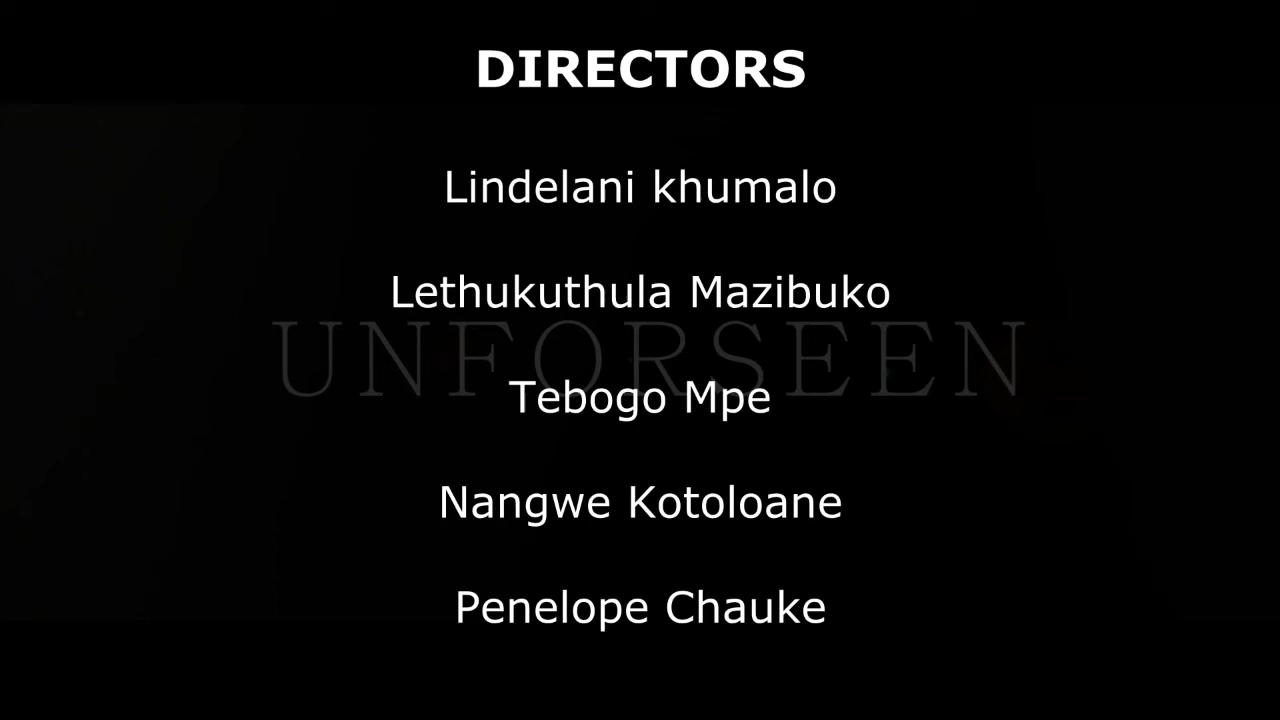 DIRECTORS
Lindelani khumalo
Lethukuthula Mazibuko
UNFORSEEN
Tebogo Mpe
Nangwe Kotoloane
Penelope Chauke